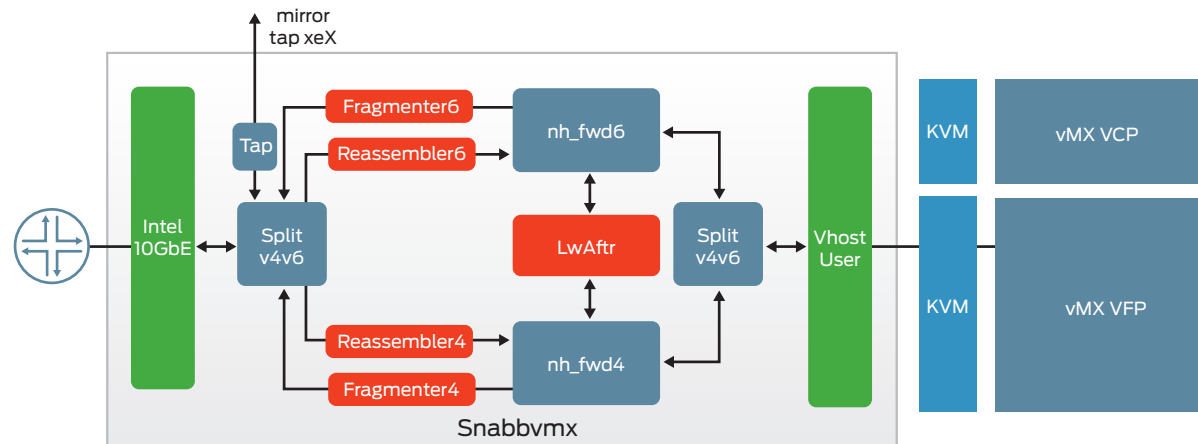 mirror
tap xeX
Fragmenter6
nh_fwd6
KVM
vMX VCP
Tap
Reassembler6
Intel
10GbE
Split
v4v6
LwAftr
Split
v4v6
Vhost
User
KVM
vMX VFP
Reassembler4
nh_fwd4
Fragmenter4
Snabbvmx